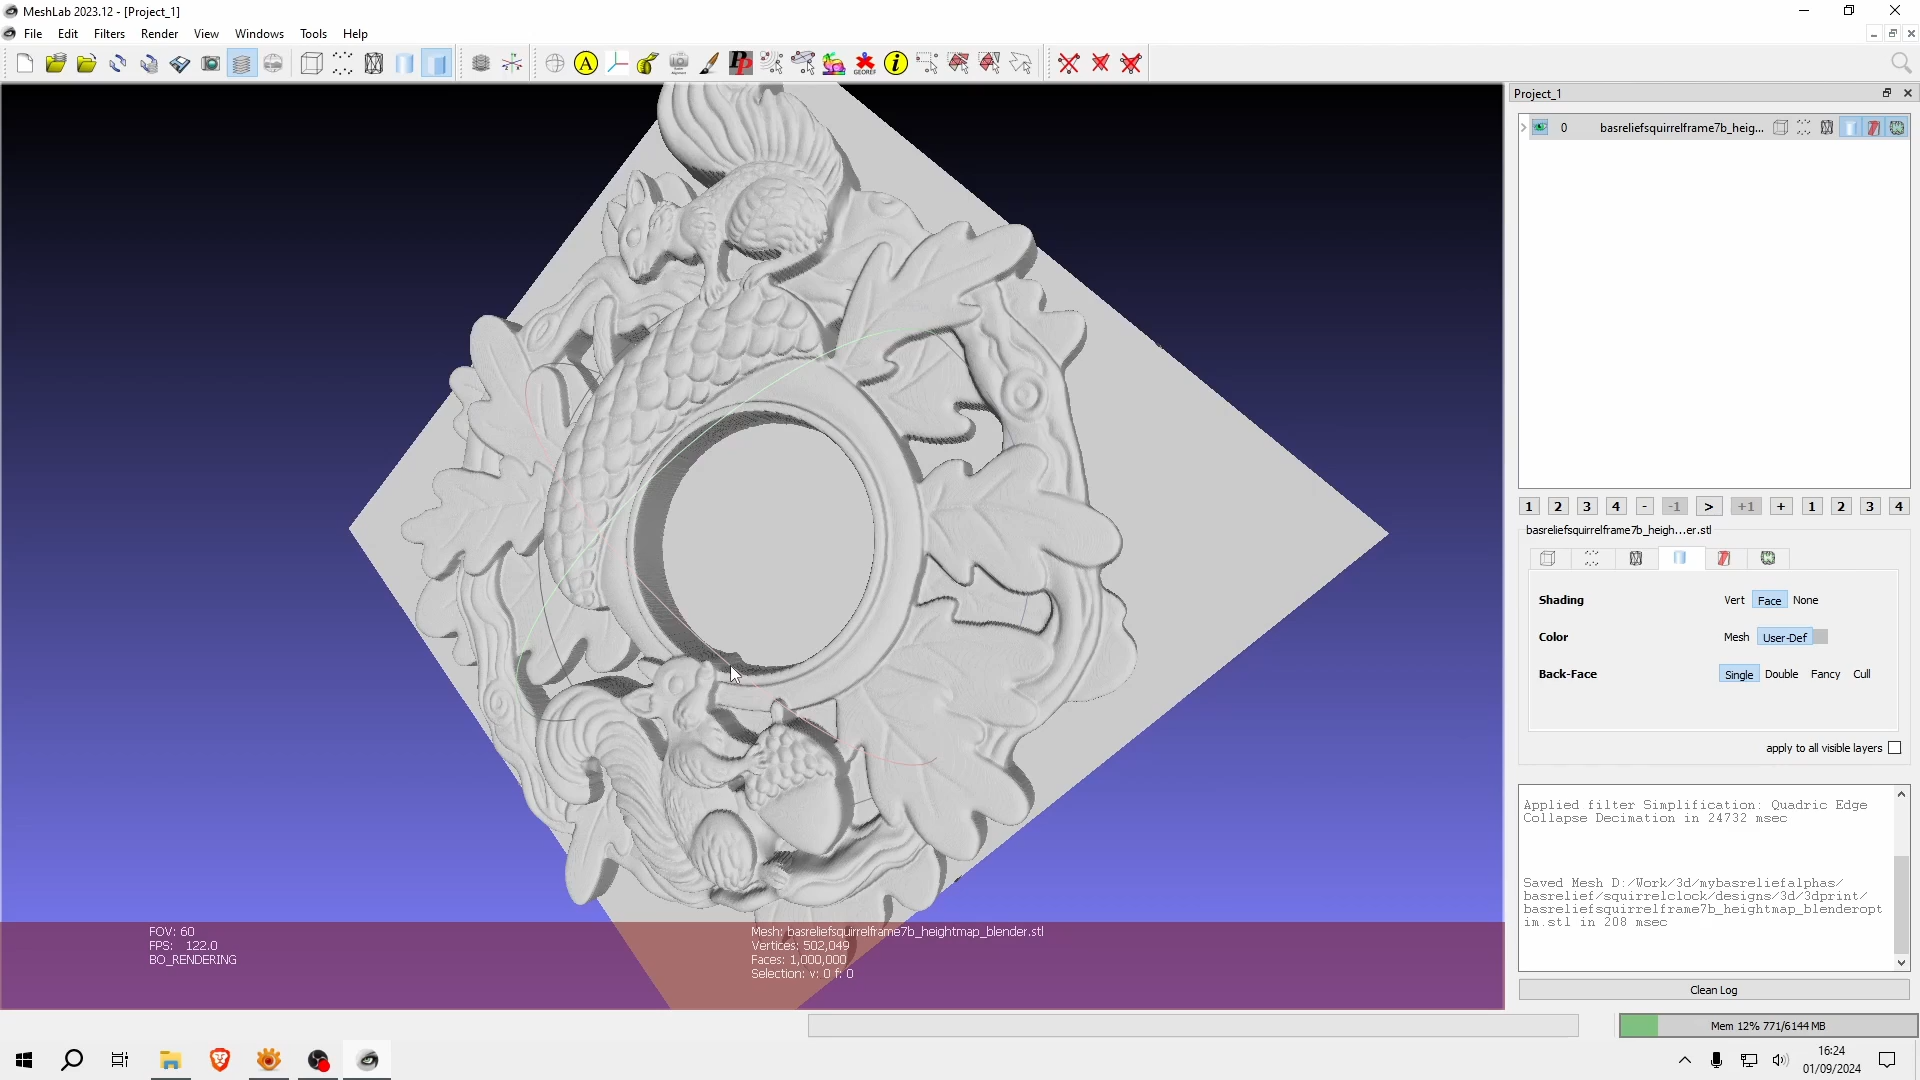 MeshLab 2023.12 - [Project_1]
File Edit Filters Render View Windows Tools Help
A
PP
GEOREF
i
Project_1
0 basreliefsquirrelframe7b_heig...
1 2 3 4 - -1 > +1 + 1 2 3 4
basreliefsquirrelframe7b_heigh...er.stl
Shading Vert Face None
Color Mesh User-Def
Back-Face Single Double Fancy Cull
apply to all visible layers
Applied filter Simplification: Quadric Edge
Collapse Decimation in 24732 msec
Saved Mesh D:/Work/3d/mybasreliefalphas/
basrelief/squirrelclock/designs/3d/3dprint/
basreliefsquirrelframe7b_heightmap_blenderopt
im.stl in 208 msec
Clean Log
FOV: 60
FPS: 122.0
BO_RENDERING
Mesh: basreliefsquirrelframe7b_heightmap_blender.stl
Vertices: 502,049
Faces: 1,000,000
Selection: v: 0 f: 0
Mem 12% 771/6144 MB
16:24
01/09/2024